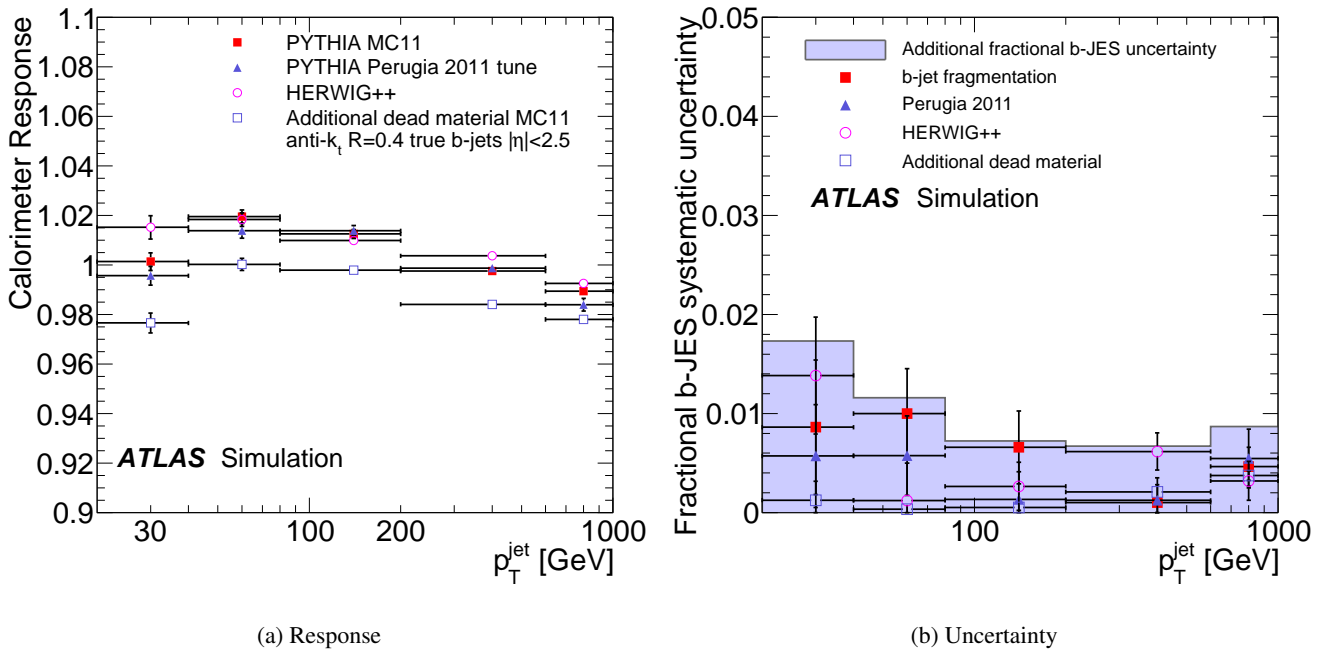 Calorimeter Response
1.1
1.08
1.06
1.04
1.02
1
0.98
0.96
0.94
0.92
0.9
PYTHIA MC11
PYTHIA Perugia 2011 tune
HERWIG++
Additional dead material MC11
anti-k_t R=0.4 true b-jets |η|<2.5
ATLAS Simulation
30 100 200 1000
p_T^jet [GeV]
(a) Response
Fractional b-JES systematic uncertainty
0.05
0.04
0.03
0.02
0.01
0
Additional fractional b-JES uncertainty
b-jet fragmentation
Perugia 2011
HERWIG++
Additional dead material
ATLAS Simulation
100 1000
p_T^jet [GeV]
(b) Uncertainty